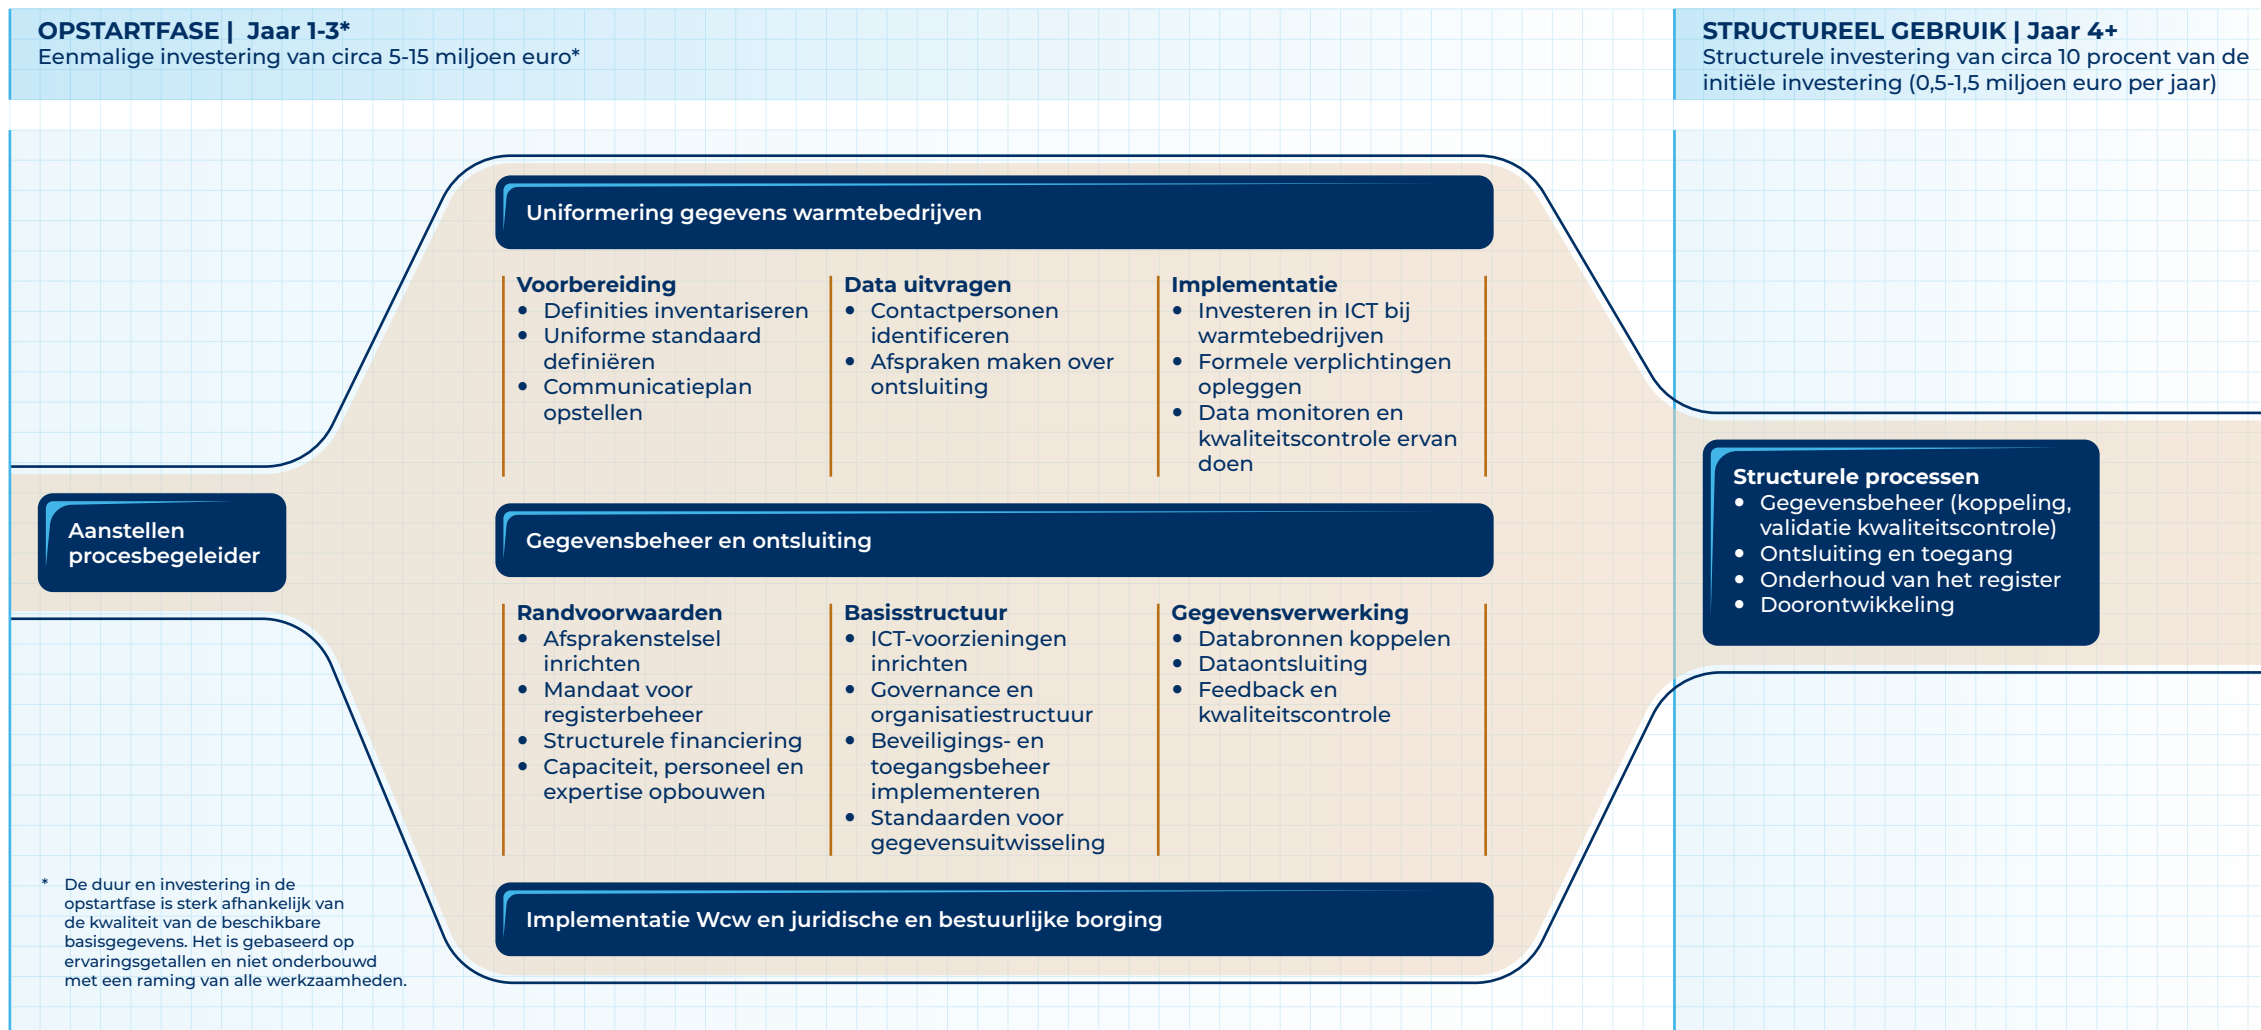 OPSTARTFASE | Jaar 1-3*
Eenmalige investering van circa 5-15 miljoen euro*
STRUCTUREEL GEBRUIK | Jaar 4+
Structurele investering van circa 10 procent van de
initiële investering (0,5-1,5 miljoen euro per jaar)
Aanstellen
procesbegeleider
Uniformering gegevens warmtebedrijven
Voorbereiding
• Definities inventariseren
• Uniforme standaard
definiëren
• Communicatieplan
opstellen
Data uitvragen
• Contactpersonen
identificeren
• Afspraken maken over
ontsluiting
Implementatie
• Investeren in ICT bij
warmtebedrijven
• Formele verplichtingen
opleggen
• Data monitoren en
kwaliteitscontrole ervan
doen
Gegevensbeheer en ontsluiting
Randvoorwaarden
• Afsprakenstelsel
inrichten
• Mandaat voor
registerbeheer
• Structurele financiering
• Capaciteit, personeel en
expertise opbouwen
Basisstructuur
• ICT-voorzieningen
inrichten
• Governance en
organisatiestructuur
• Beveiligings- en
toegangsbeheer
implementeren
• Standaarden voor
gegevensuitwisseling
Gegevensverwerking
• Databronnen koppelen
• Dataontsluiting
• Feedback en
kwaliteitscontrole
Implementatie Wcw en juridische en bestuurlijke borging
Structurele processen
• Gegevensbeheer (koppeling,
validatie kwaliteitscontrole)
• Ontsluiting en toegang
• Onderhoud van het register
• Doorontwikkeling
* De duur en investering in de
opstartfase is sterk afhankelijk van
de kwaliteit van de beschikbare
basisgegevens. Het is gebaseerd op
ervaringsgetallen en niet onderbouwd
met een raming van alle werkzaamheden.